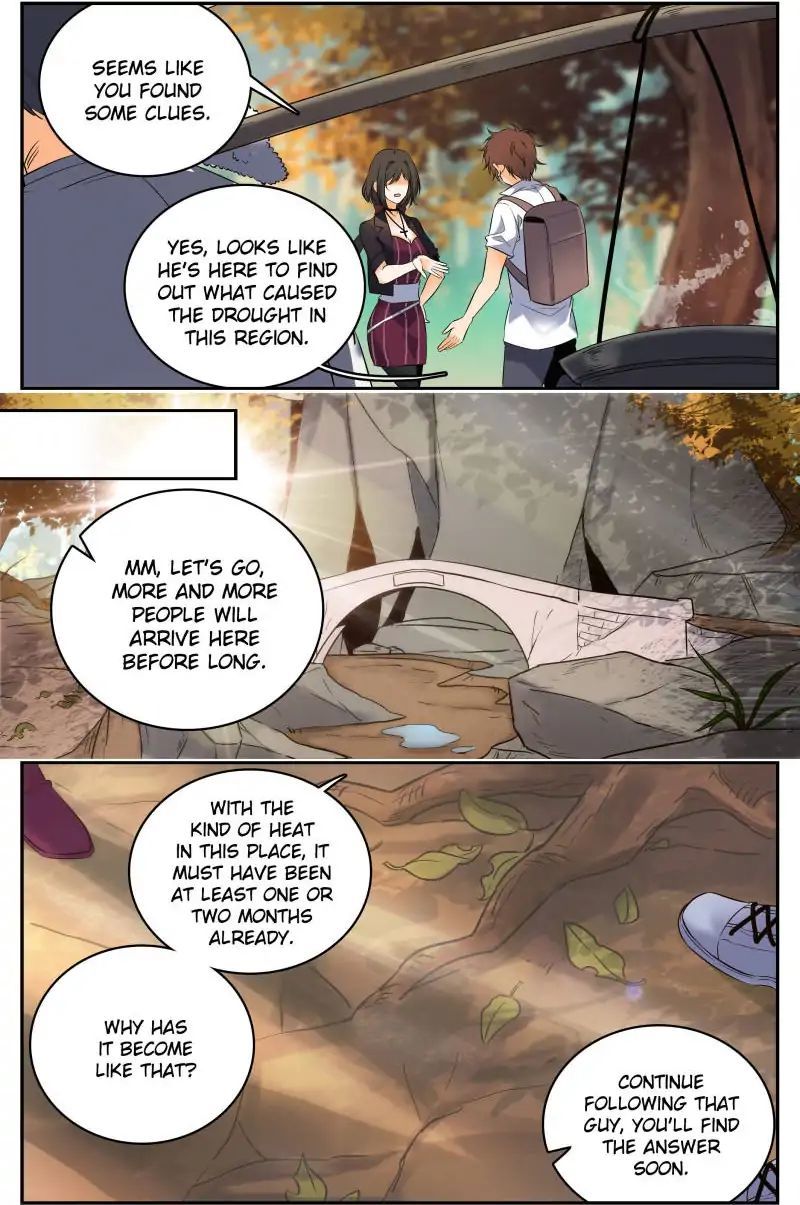 SEEMS LIKE
YOU FOUND
SOME CLUES.
YES, LOOKS LIKE
HE'S HERE TO FIND
OUT WHAT CAUSED
THE DROUGHT IN
THIS REGION.
MM, LET'S GO,
MORE AND MORE
PEOPLE WILL
ARRIVE HERE
BEFORE LONG.
WITH THE
KIND OF HEAT
IN THIS PLACE, IT
MUST HAVE BEEN
AT LEAST ONE OR
TWO MONTHS
ALREADY.
WHY HAS
IT BECOME
LIKE THAT?
CONTINUE
FOLLOWING THAT
GUY, YOU'LL FIND
THE ANSWER
SOON.